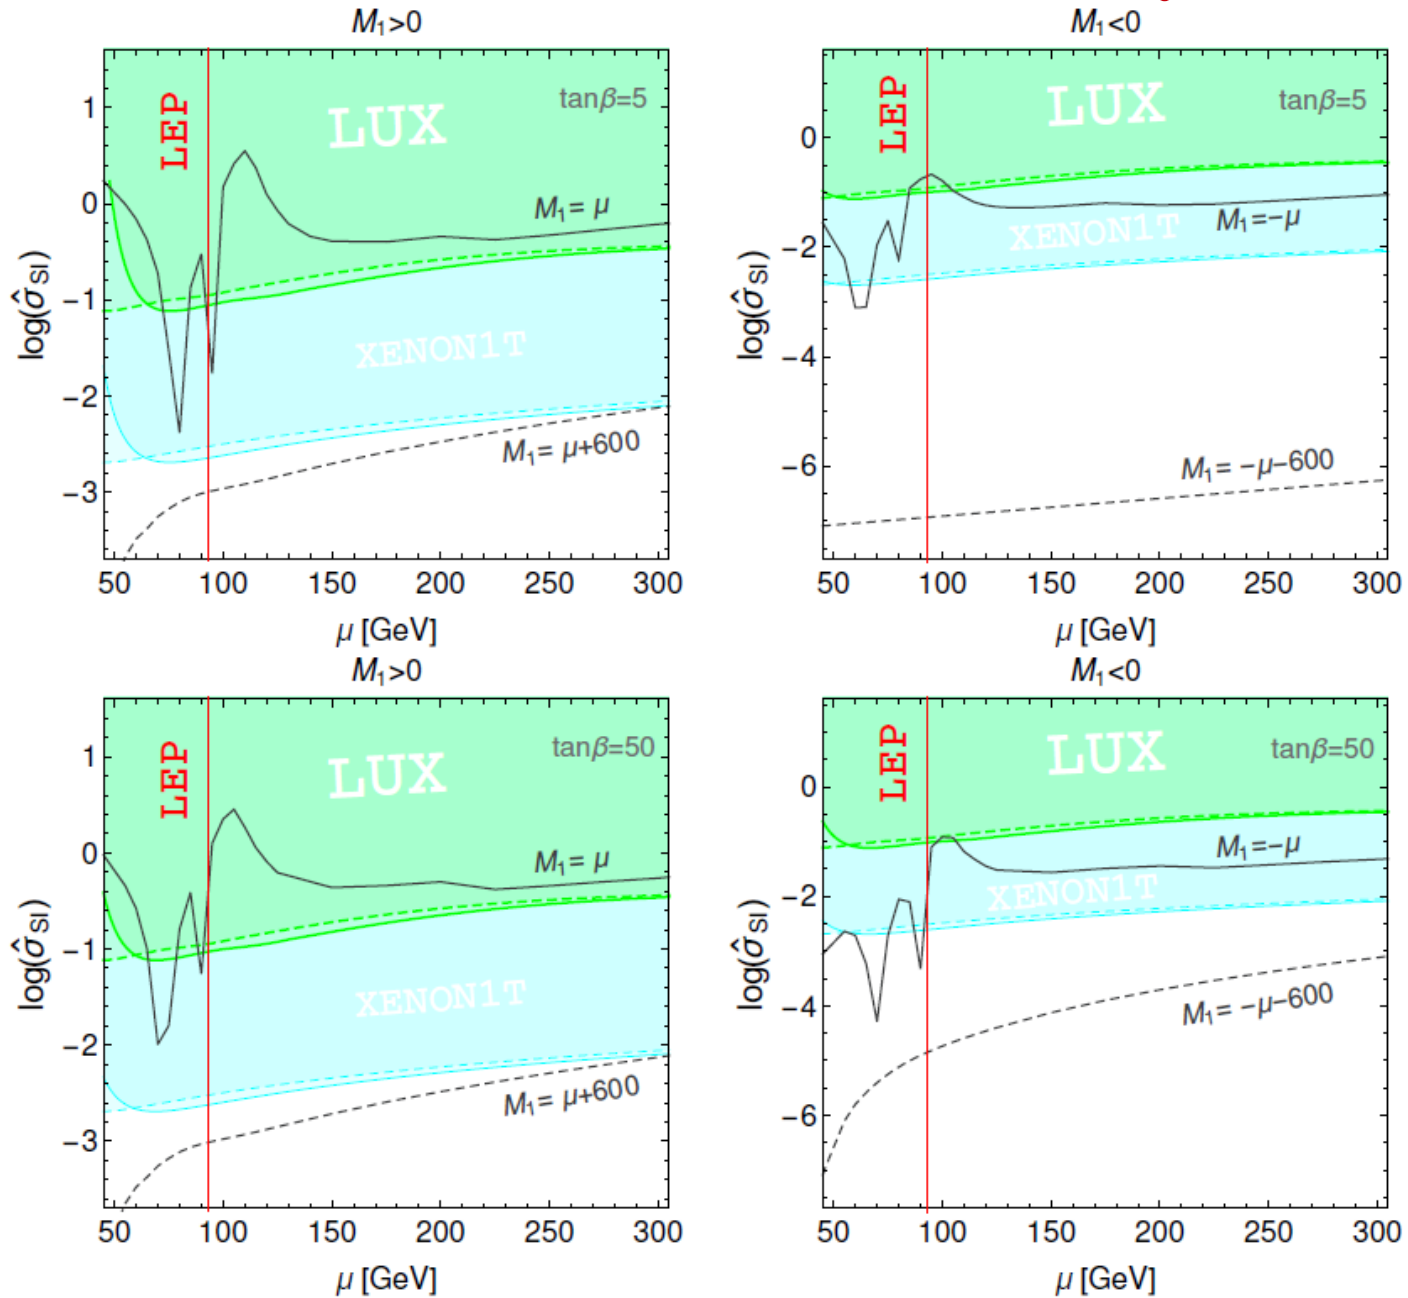 M₁>0
1
0
−1
−2
−3
log(σ̂SI)
LEP
LUX
tanβ=5
M₁= μ
XENON1T
M₁= μ+600
50 100 150 200 250 300
μ [GeV]
M₁<0
0
−2
−4
−6
log(σ̂SI)
LEP
LUX
tanβ=5
XENON1T
M₁=−μ
M₁= −μ−600
50 100 150 200 250 300
μ [GeV]
M₁>0
1
0
−1
−2
−3
log(σ̂SI)
LEP
LUX
tanβ=50
M₁= μ
XENON1T
M₁= μ+600
50 100 150 200 250 300
μ [GeV]
M₁<0
0
−2
−4
−6
log(σ̂SI)
LEP
LUX
tanβ=50
M₁=−μ
XENON1T
M₁= −μ−600
50 100 150 200 250 300
μ [GeV]